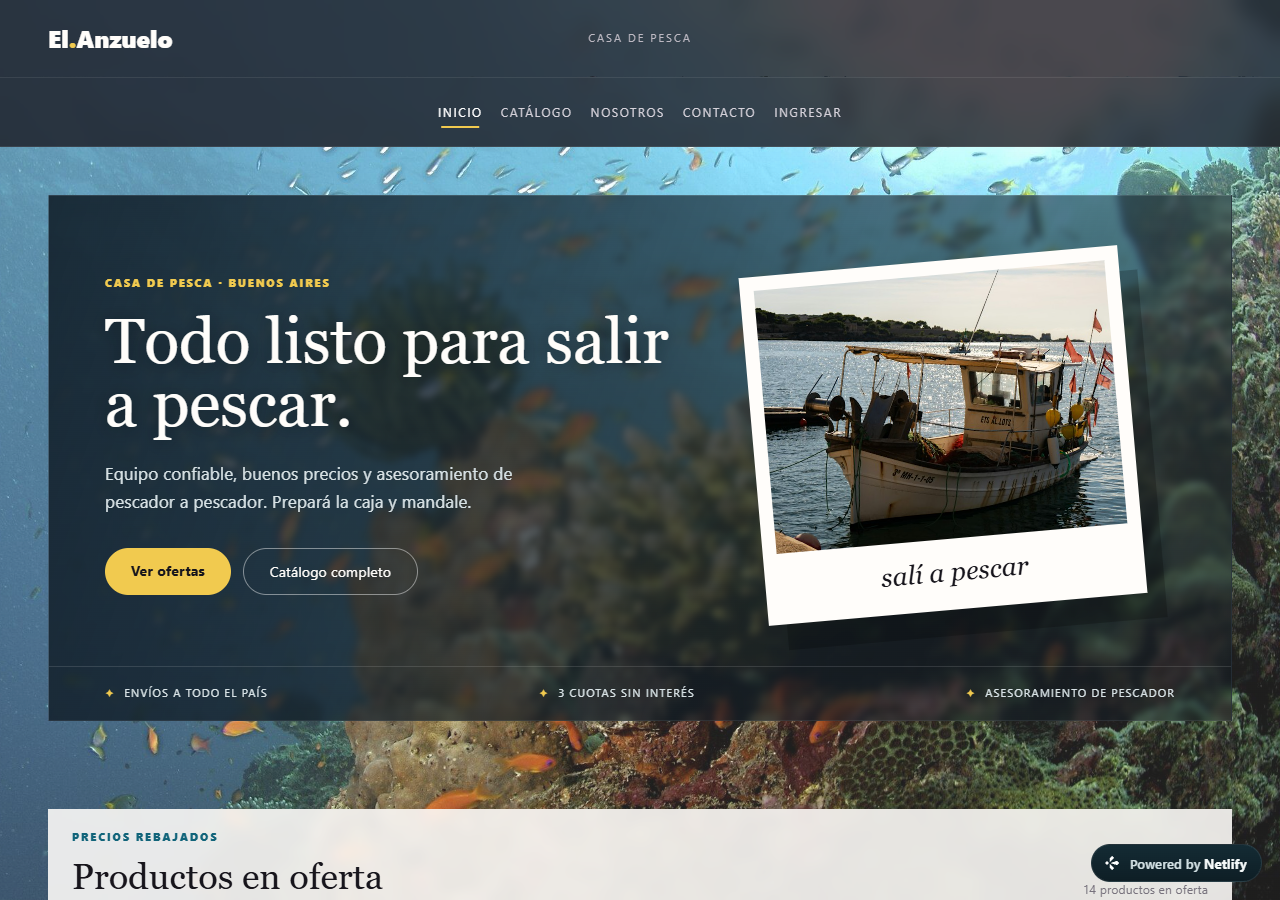 El.Anzuelo
CASA DE PESCA
INICIO CATÁLOGO NOSOTROS CONTACTO INGRESAR
CASA DE PESCA · BUENOS AIRES
Todo listo para salir
a pescar.
Equipo confiable, buenos precios y asesoramiento de
pescador a pescador. Prepará la caja y mandale.
Ver ofertas
Catálogo completo
salí a pescar
ENVÍOS A TODO EL PAÍS
3 CUOTAS SIN INTERÉS
ASESORAMIENTO DE PESCADOR
PRECIOS REBAJADOS
Productos en oferta
14 productos en oferta
Powered by Netlify